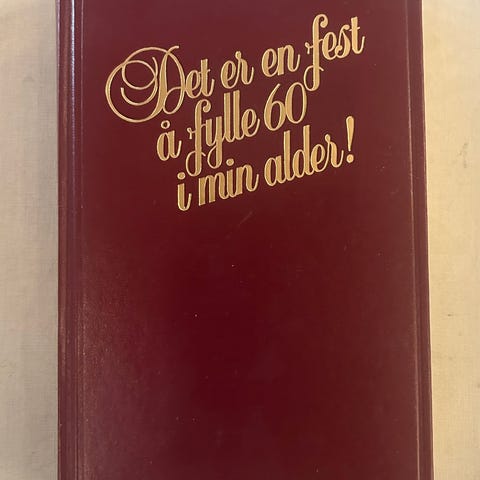 Det er en fest
å fylle 60
i min alder!